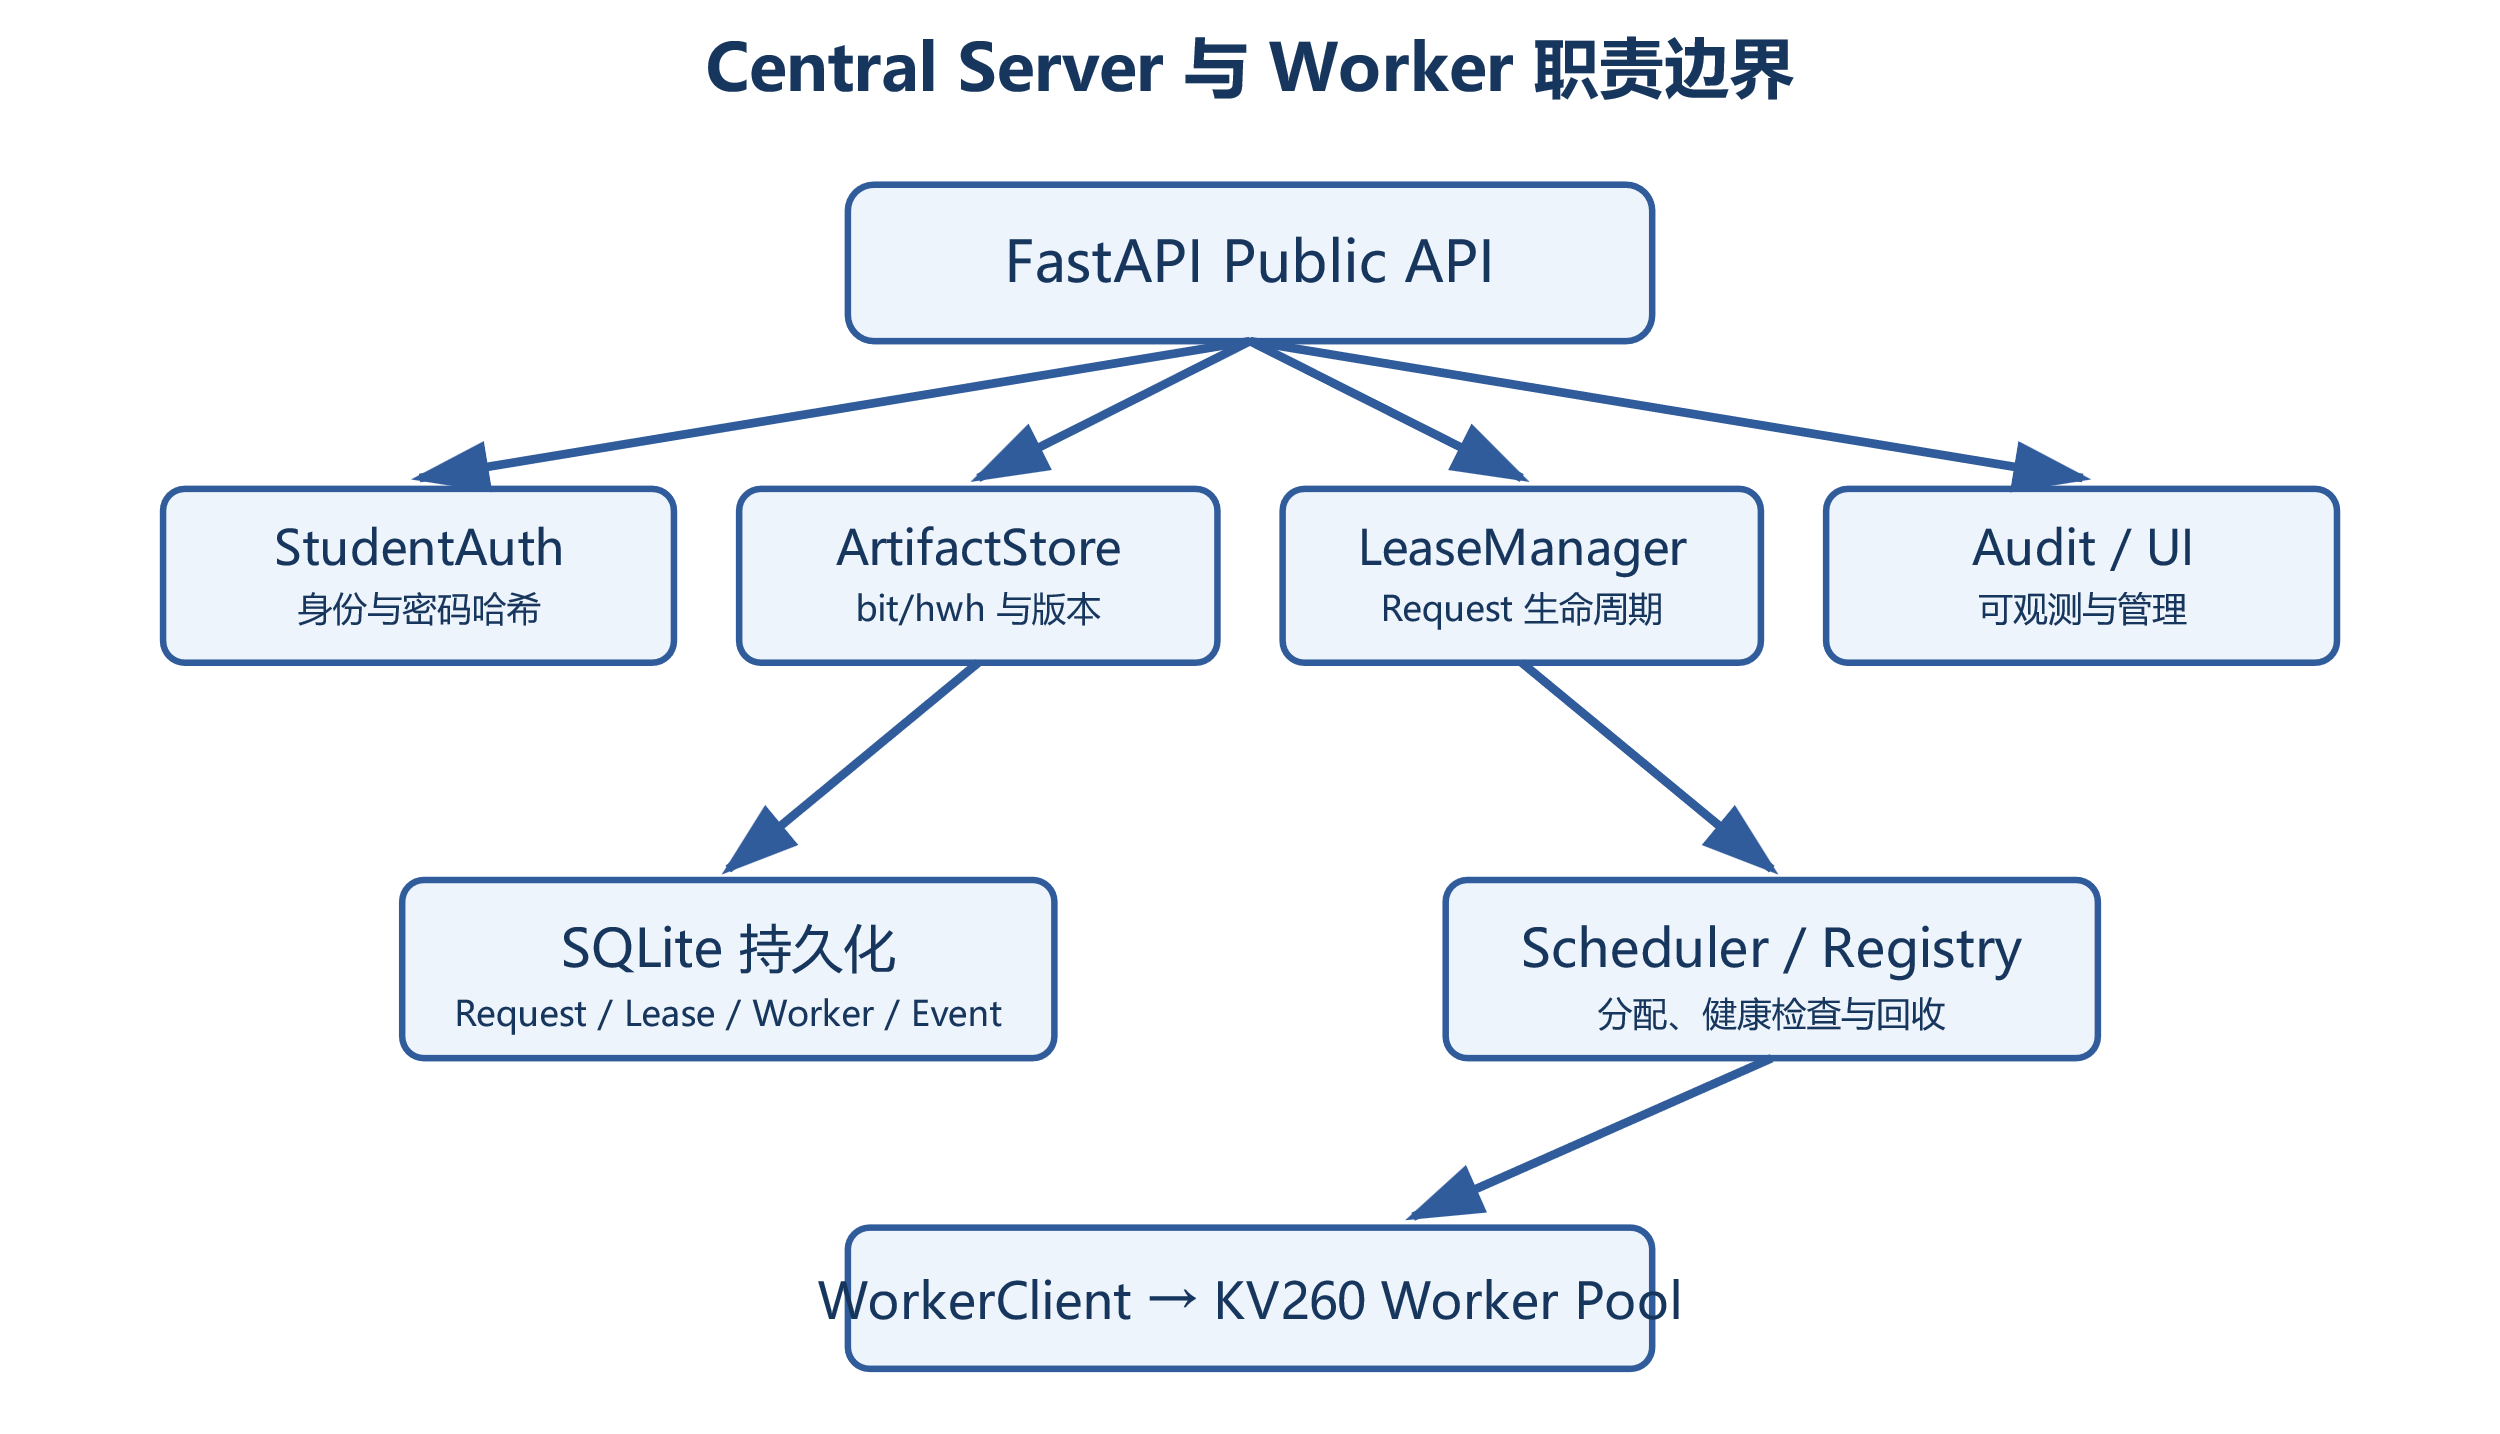 Central Server 与 Worker 职责边界
FastAPI Public API
StudentAuth
身份与密码哈希
ArtifactStore
bit/hwh 与版本
LeaseManager
Request 生命周期
Audit / UI
可观测与管理
SQLite 持久化
Request / Lease / Worker / Event
Scheduler / Registry
分配、健康检查与回收
WorkerClient → KV260 Worker Pool